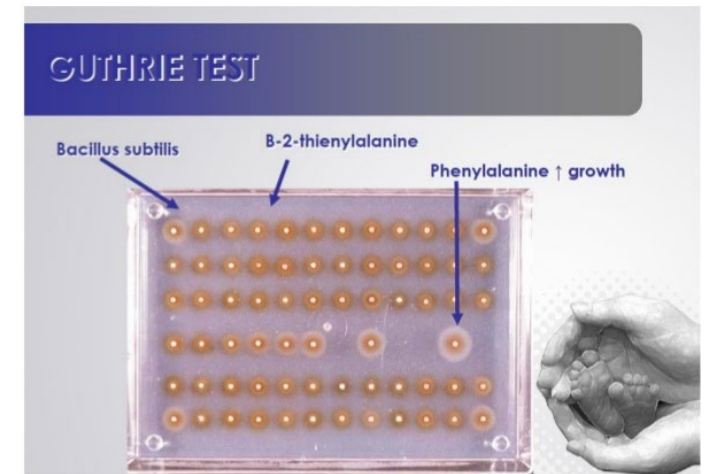 GUTHRIE TEST
Bacillus subtilis
B-2-thienylalanine
Phenylalanine ↑ growth